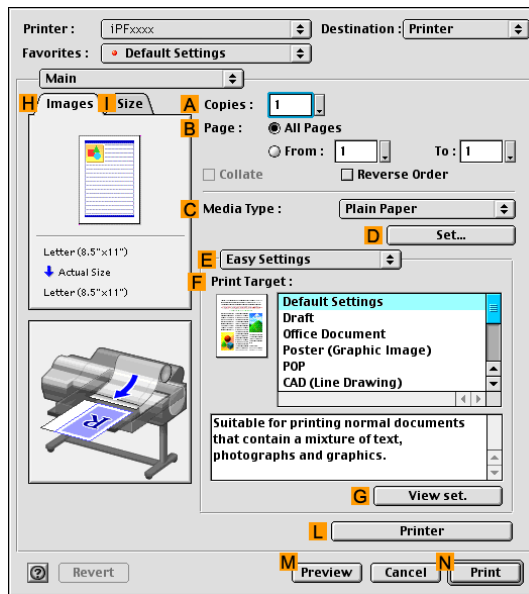 Printer : iPFxxxx Destination : Printer
Favorites : Default Settings
Main
H Images I Size
A Copies : 1
B Page : All Pages
From : 1 To : 1
Collate Reverse Order
C Media Type : Plain Paper
D Set...
Letter (8.5"x11")
Actual Size
Letter (8.5"x11")
E Easy Settings
F Print Target :
Default Settings
Draft
Office Document
Poster (Graphic Image)
POP
CAD (Line Drawing)
R
Suitable for printing normal documents
that contain a mixture of text,
photographs and graphics.
G View set.
L Printer
? Revert M Preview Cancel N Print